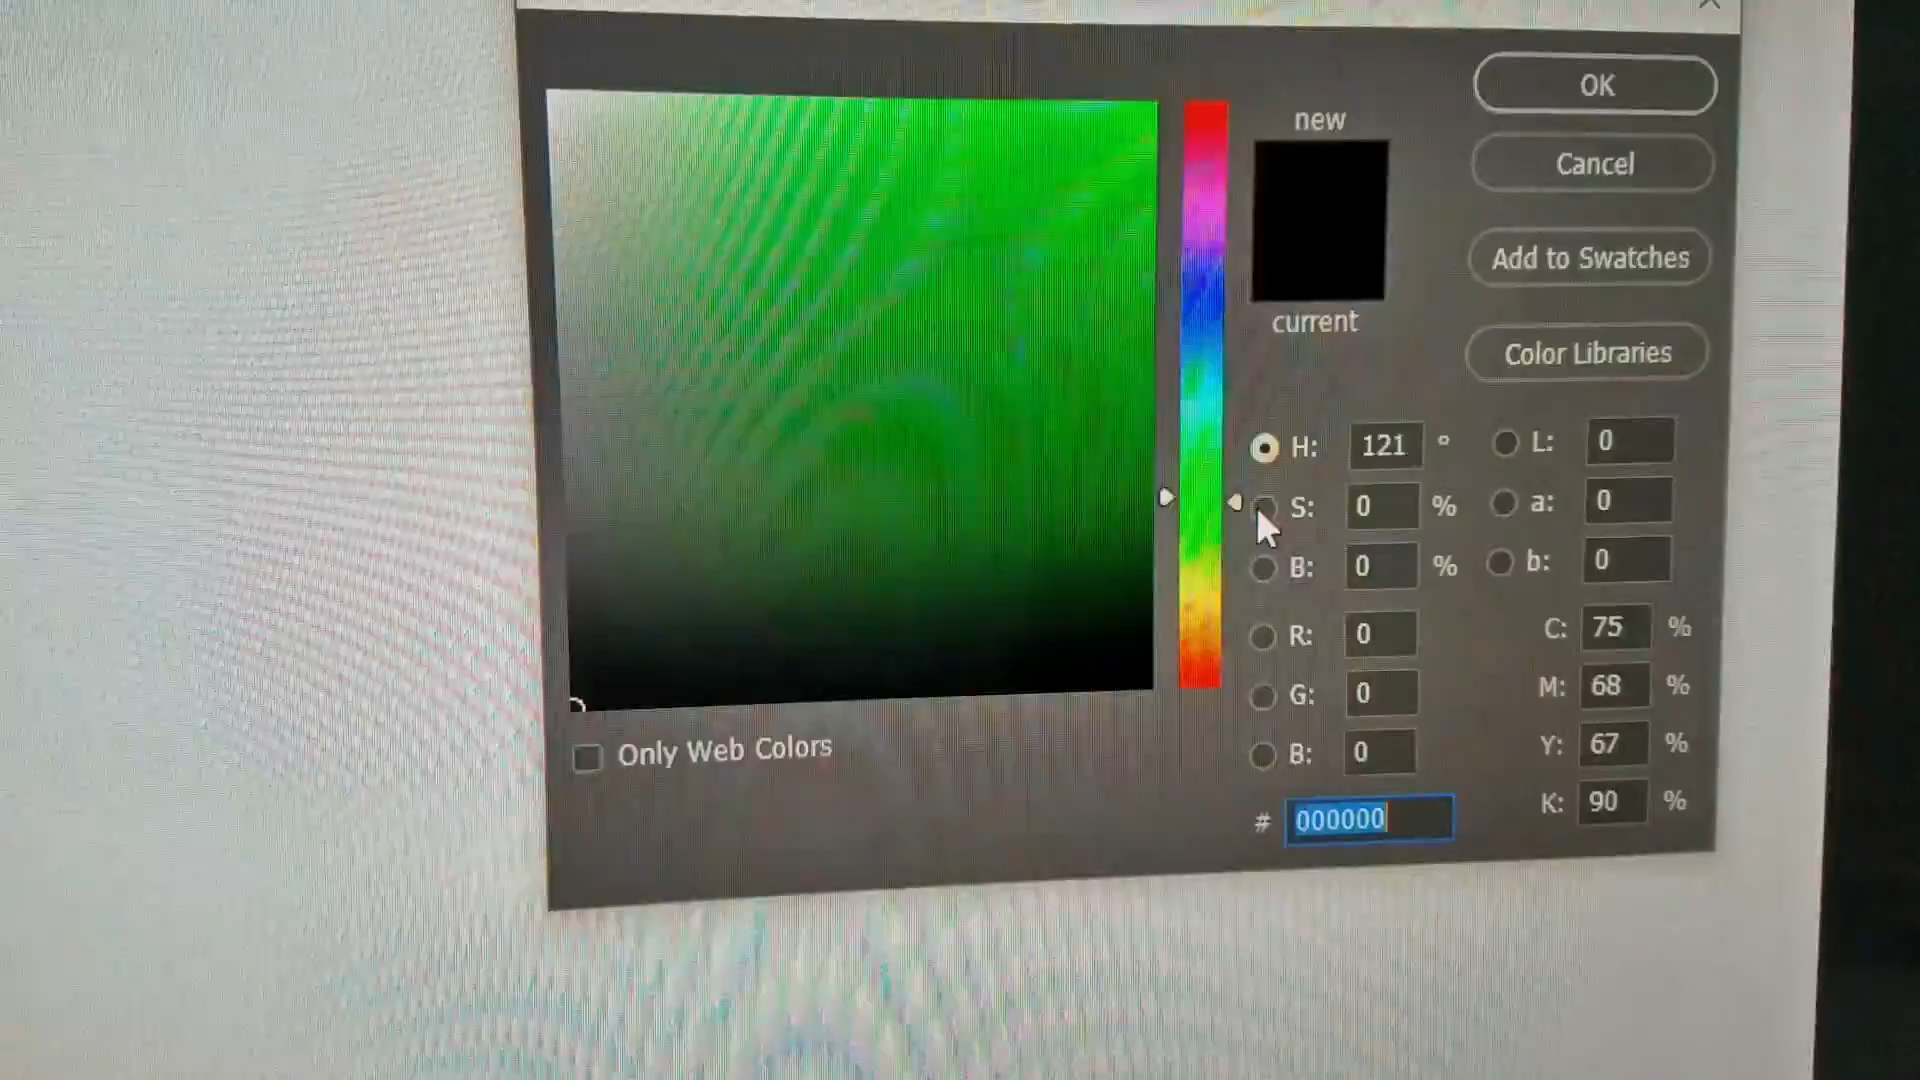 new
current
OK
Cancel
Add to Swatches
Color Libraries
H: 121 °
S: 0 %
B: 0 %
R: 0
G: 0
B: 0
# 000000
L: 0
a: 0
b: 0
C: 75 %
M: 68 %
Y: 67 %
K: 90 %
Only Web Colors